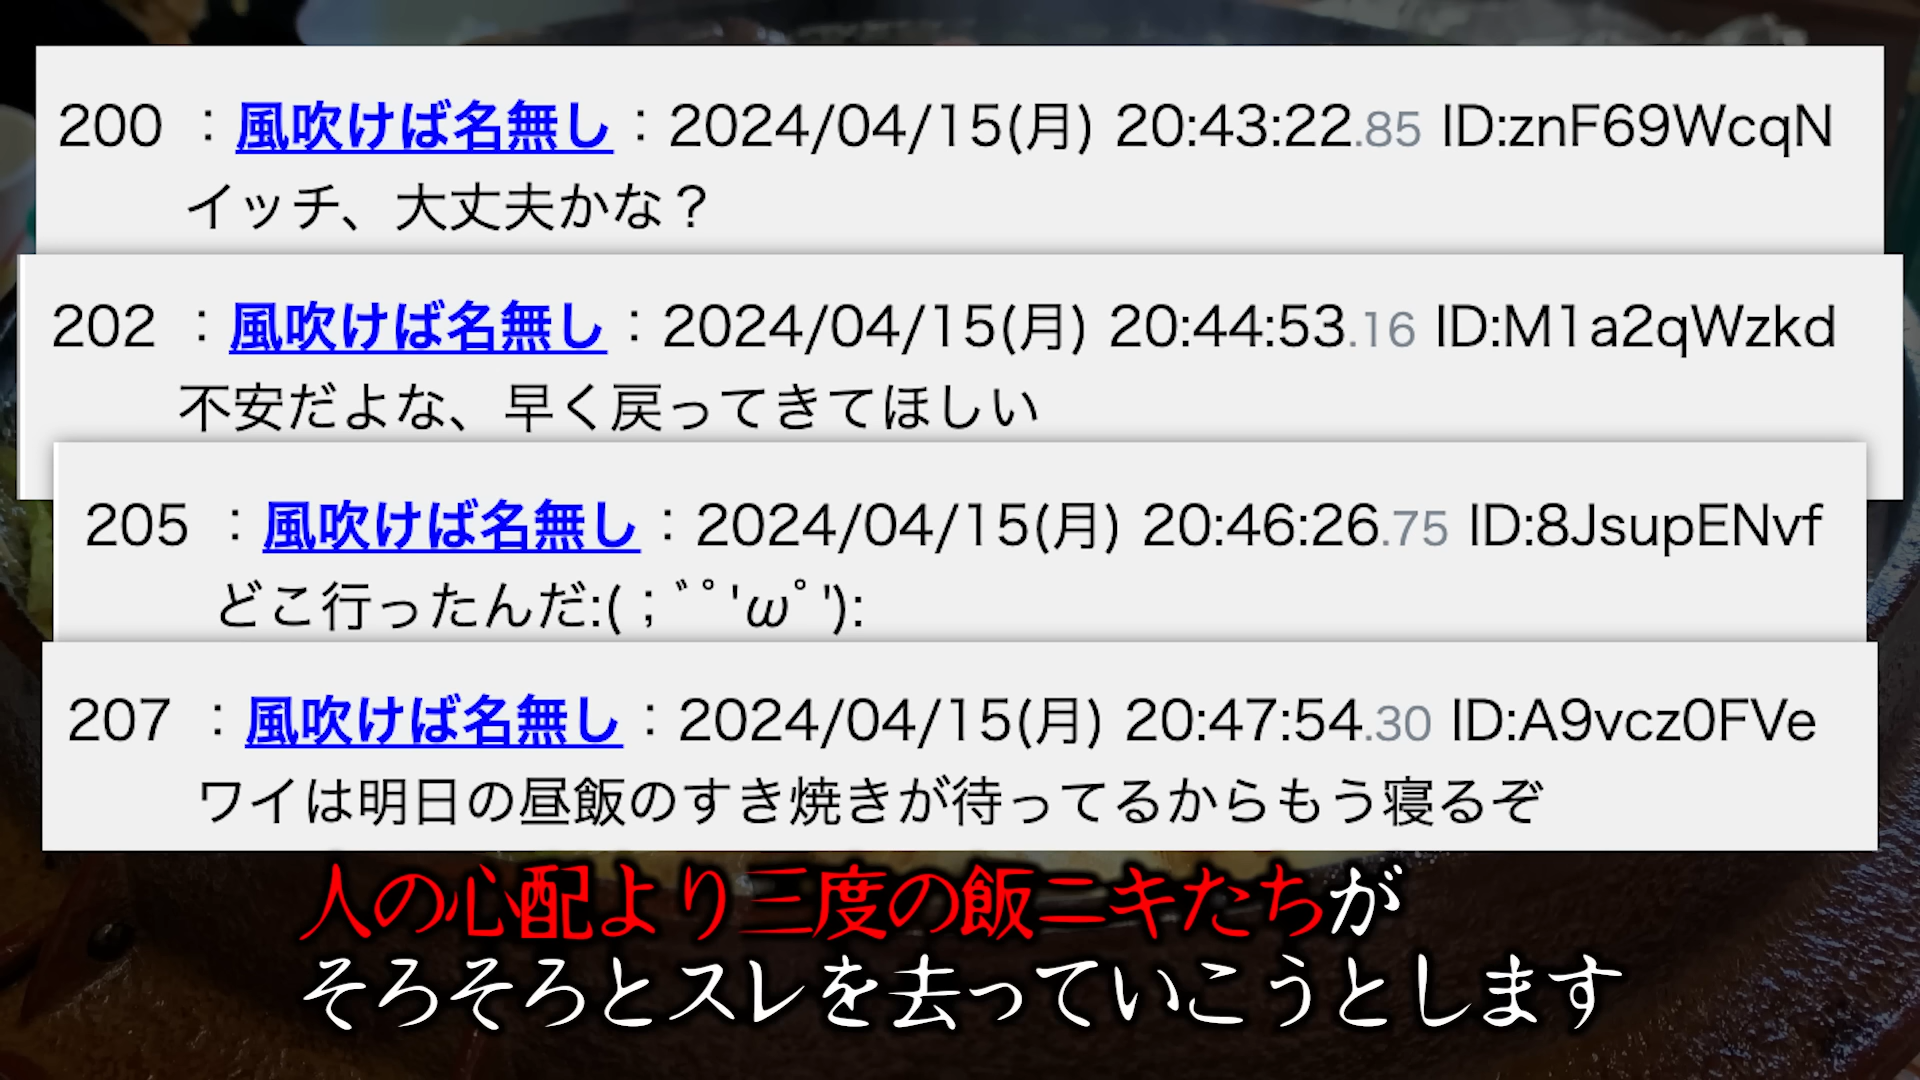 200 ：風吹けば名無し：2024/04/15(月) 20:43:22.85 ID:znF69WcqN
イッチ、大丈夫かな？
202 ：風吹けば名無し：2024/04/15(月) 20:44:53.16 ID:M1a2qWzkd
不安だよな、早く戻ってきてほしい
205 ：風吹けば名無し：2024/04/15(月) 20:46:26.75 ID:8JsupENvf
どこ行ったんだ:(；ﾞﾟ'ωﾟ'):
207 ：風吹けば名無し：2024/04/15(月) 20:47:54.30 ID:A9vcz0FVe
ワイは明日の昼飯のすき焼きが待ってるからもう寝るぞ
人の心配より三度の飯ニキたちが
そろそろとスレを去っていこうとします